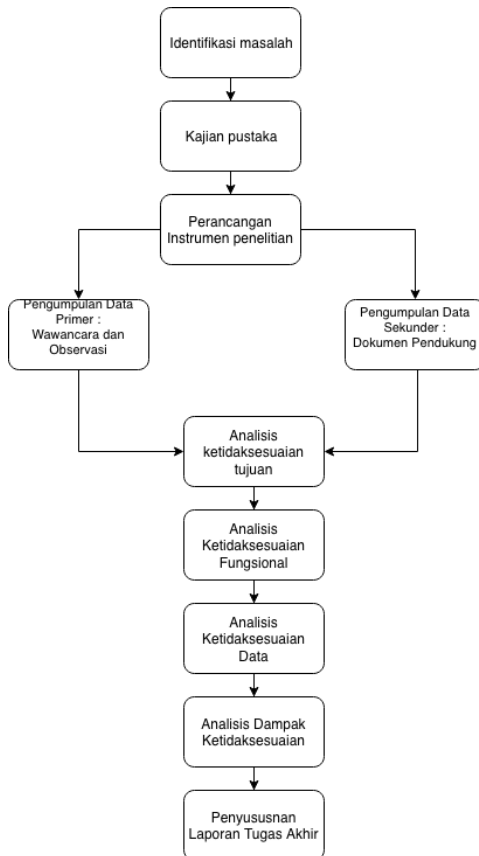 Identifikasi masalah
Kajian pustaka
Perancangan
Instrumen penelitian
Pengumpulan Data
Primer :
Wawancara dan
Observasi
Pengumpulan Data
Sekunder :
Dokumen Pendukung
Analisis
ketidaksesuaian
tujuan
Analisis
Ketidaksesuaian
Fungsional
Analisis
Ketidaksesuaian
Data
Analisis Dampak
Ketidaksesuaian
Penyususnan
Laporan Tugas Akhir